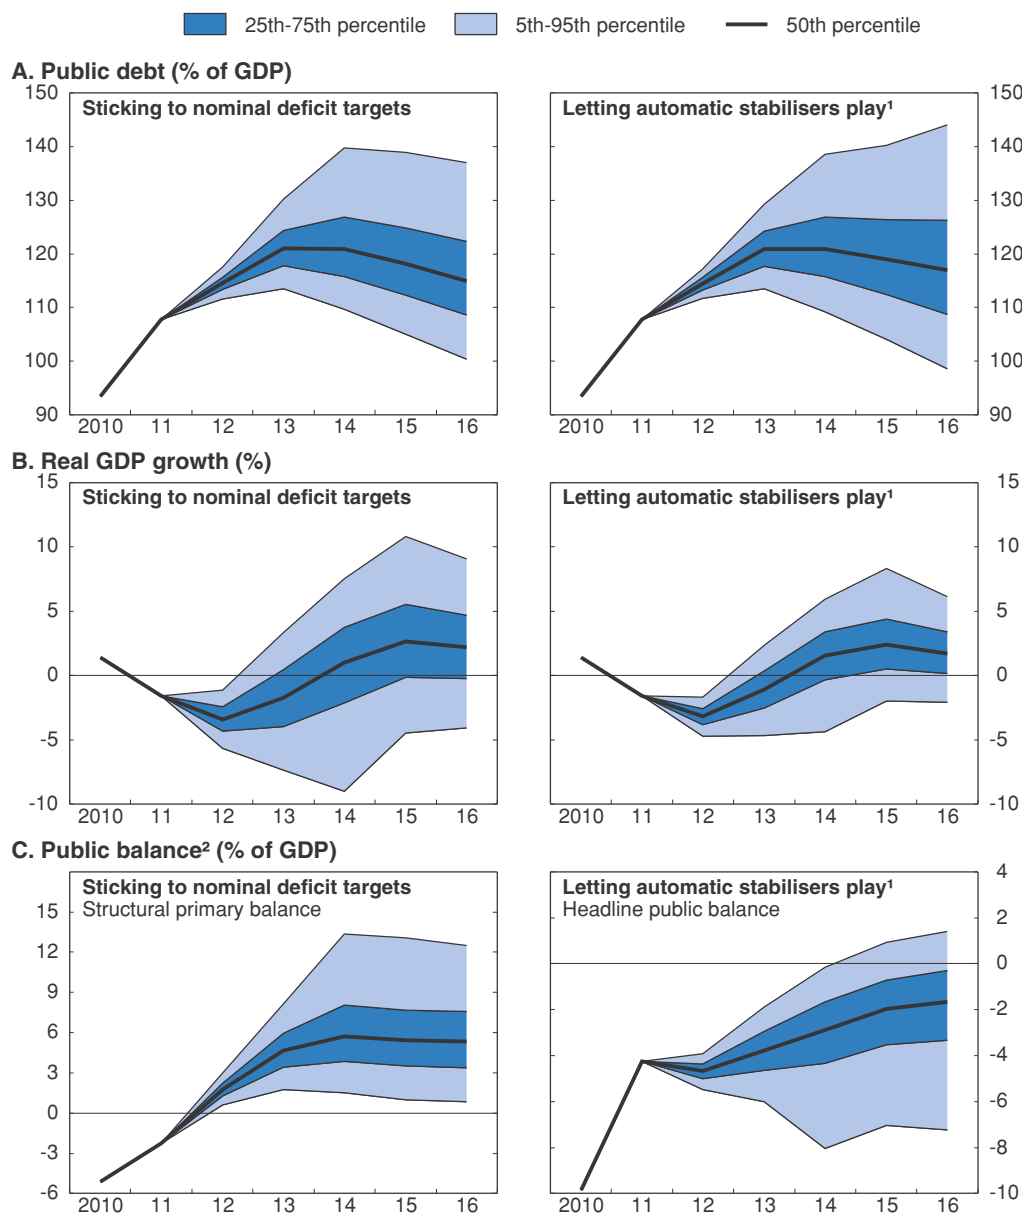 25th-75th percentile 5th-95th percentile 50th percentile
A. Public debt (% of GDP)
150 Sticking to nominal deficit targets Letting automatic stabilisers play¹ 150
140 140
130 130
120 120
110 110
100 100
90 90
2010 11 12 13 14 15 16 2010 11 12 13 14 15 16
B. Real GDP growth (%)
15 Sticking to nominal deficit targets Letting automatic stabilisers play¹ 15
10 10
5 5
0 0
-5 -5
-10 -10
2010 11 12 13 14 15 16 2010 11 12 13 14 15 16
C. Public balance² (% of GDP)
Sticking to nominal deficit targets Letting automatic stabilisers play¹ 4
15 Structural primary balance Headline public balance 2
12 0
9 -2
6 -4
3 -6
0 -8
-3 -10
-6
2010 11 12 13 14 15 16 2010 11 12 13 14 15 16